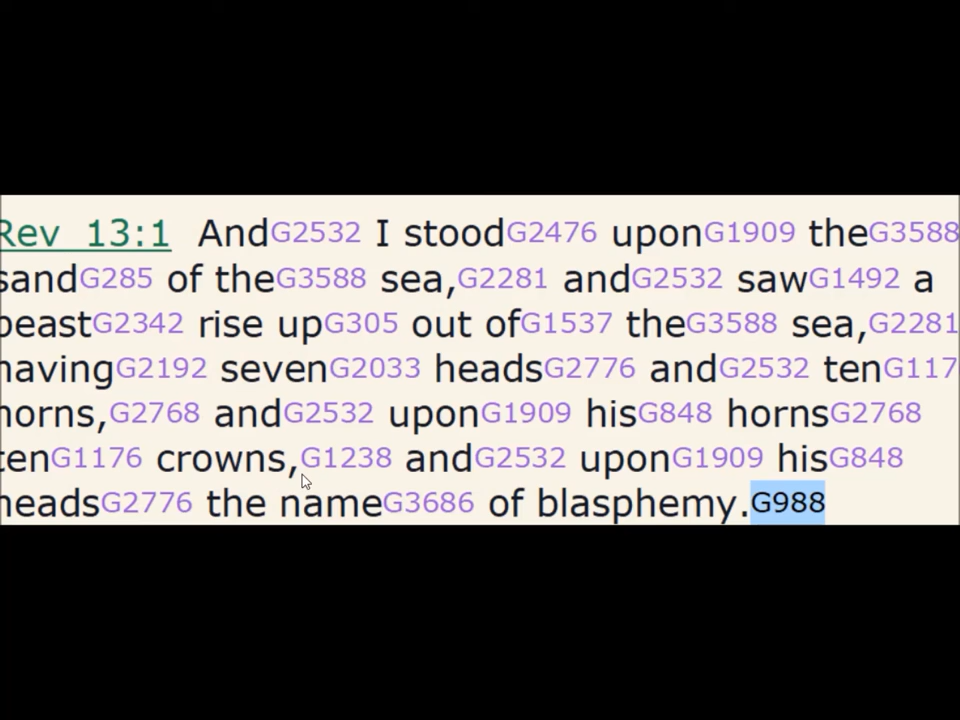 Rev 13:1 AndG2532 I stoodG2476 uponG1909 theG3588
sandG285 of theG3588 sea,G2281 andG2532 sawG1492 a
beastG2342 rise upG305 out ofG1537 theG3588 sea,G2281
havingG2192 sevenG2033 headsG2776 andG2532 tenG117
horns,G2768 andG2532 uponG1909 hisG848 hornsG2768
tenG1176 crowns,G1238 andG2532 uponG1909 hisG848
headsG2776 the nameG3686 of blasphemy.G988